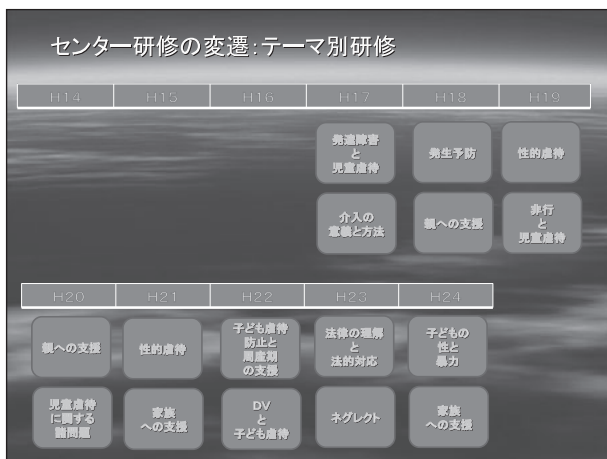 センター研修の変遷：テーマ別研修
H14 H15 H16 H17 H18 H19
発達障害
と
児童虐待
発生予防
性的虐待
介入の
意義と方法
親への支援
非行
と
児童虐待
H20 H21 H22 H23 H24
親への支援
性的虐待
子ども虐待
防止と
周産期
の支援
法律の理解
と
法的対応
子どもの
性と
暴力
児童虐待
に関する
諸問題
家族
への支援
DV
と
子ども虐待
ネグレクト
家族
への支援